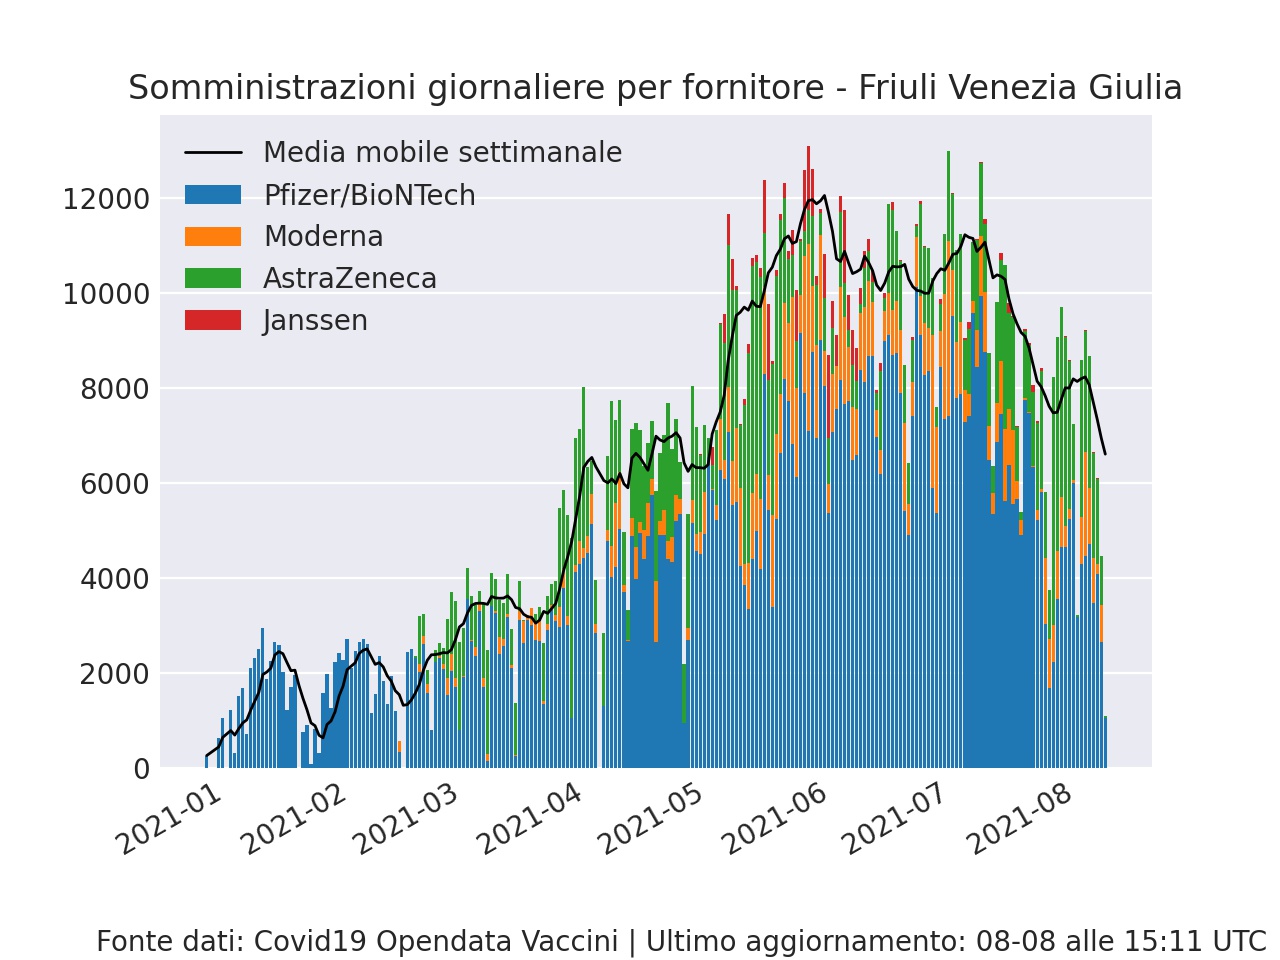 Somministrazioni giornaliere per fornitore - Friuli Venezia Giulia
Media mobile settimanale
Pfizer/BioNTech
Moderna
AstraZeneca
Janssen
12000
10000
8000
6000
4000
2000
0
2021-01 2021-02 2021-03 2021-04 2021-05 2021-06 2021-07 2021-08
Fonte dati: Covid19 Opendata Vaccini | Ultimo aggiornamento: 08-08 alle 15:11 UTC